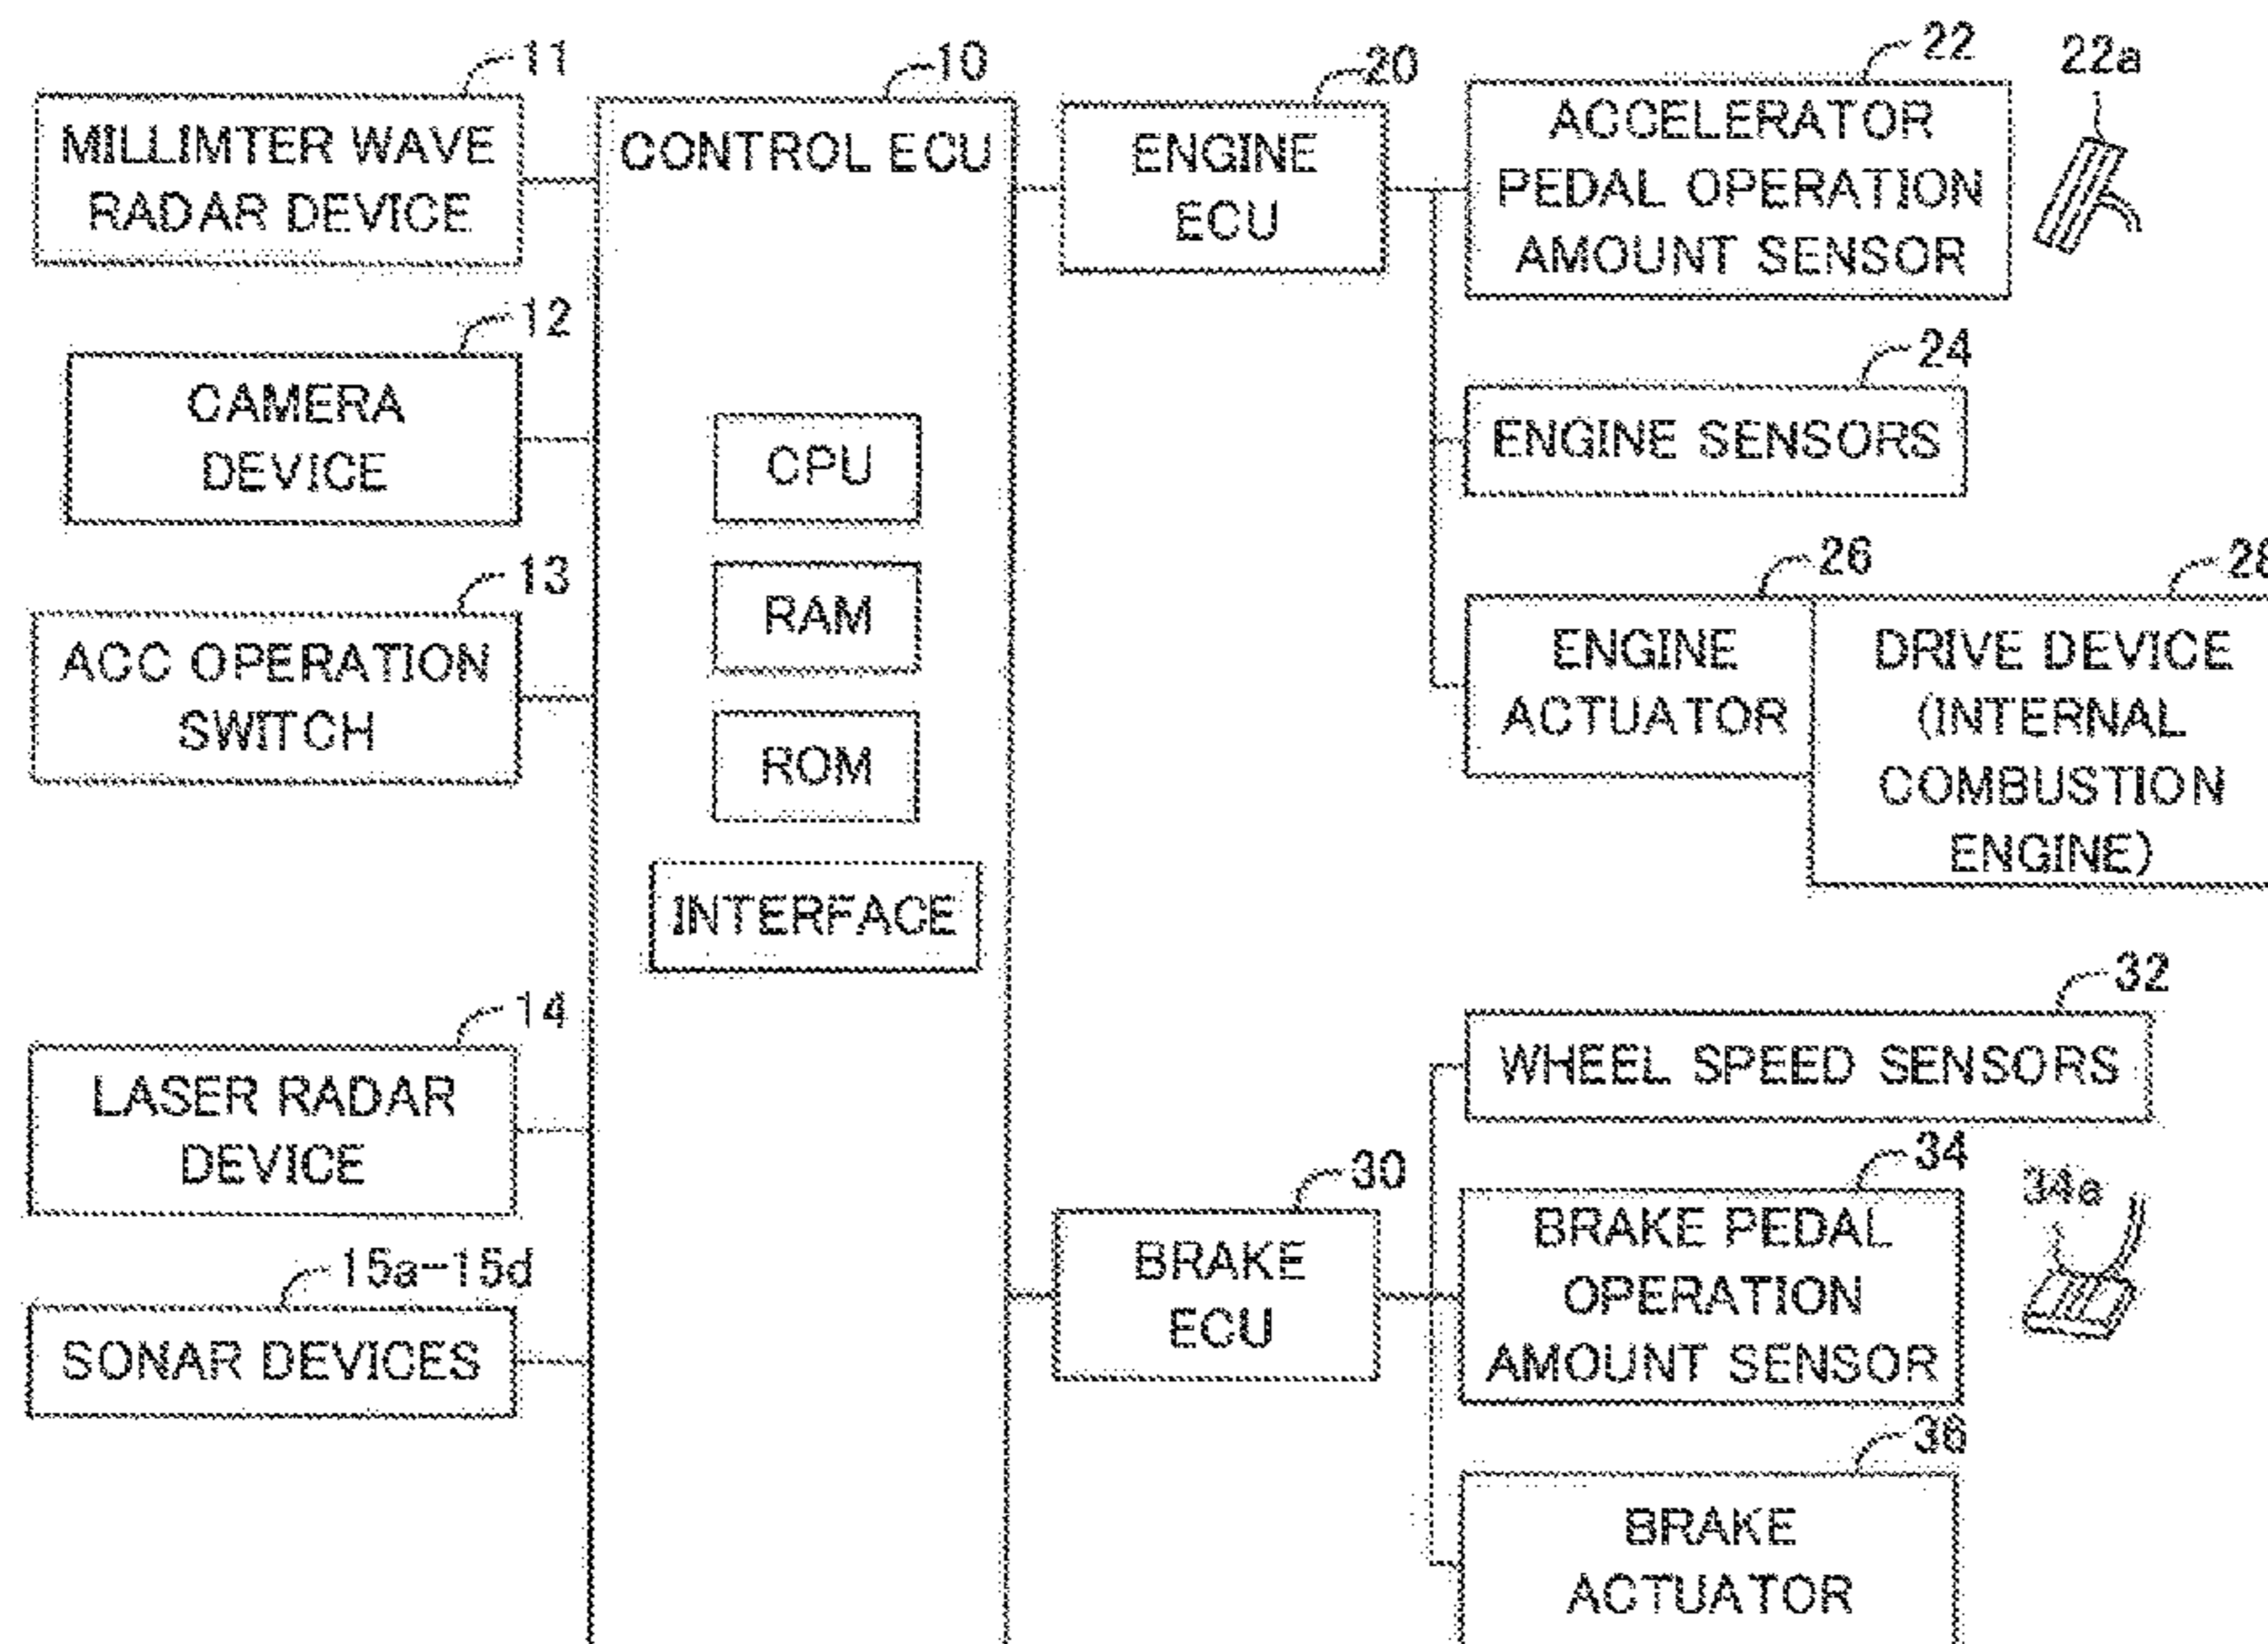 11
MILLIMTER WAVE
RADAR DEVICE
12
CAMERA
DEVICE
13
ACC OPERATION
SWITCH
14
LASER RADAR
DEVICE
15a-15d
SONAR DEVICES
10
CONTROL ECU
CPU
RAM
ROM
INTERFACE
20
ENGINE
ECU
22
ACCELERATOR
PEDAL OPERATION
AMOUNT SENSOR
22a
24
ENGINE SENSORS
26
ENGINE
ACTUATOR
28
DRIVE DEVICE
(INTERNAL
COMBUSTION
ENGINE)
30
BRAKE
ECU
32
WHEEL SPEED SENSORS
34
BRAKE PEDAL
OPERATION
AMOUNT SENSOR
34a
36
BRAKE
ACTUATOR